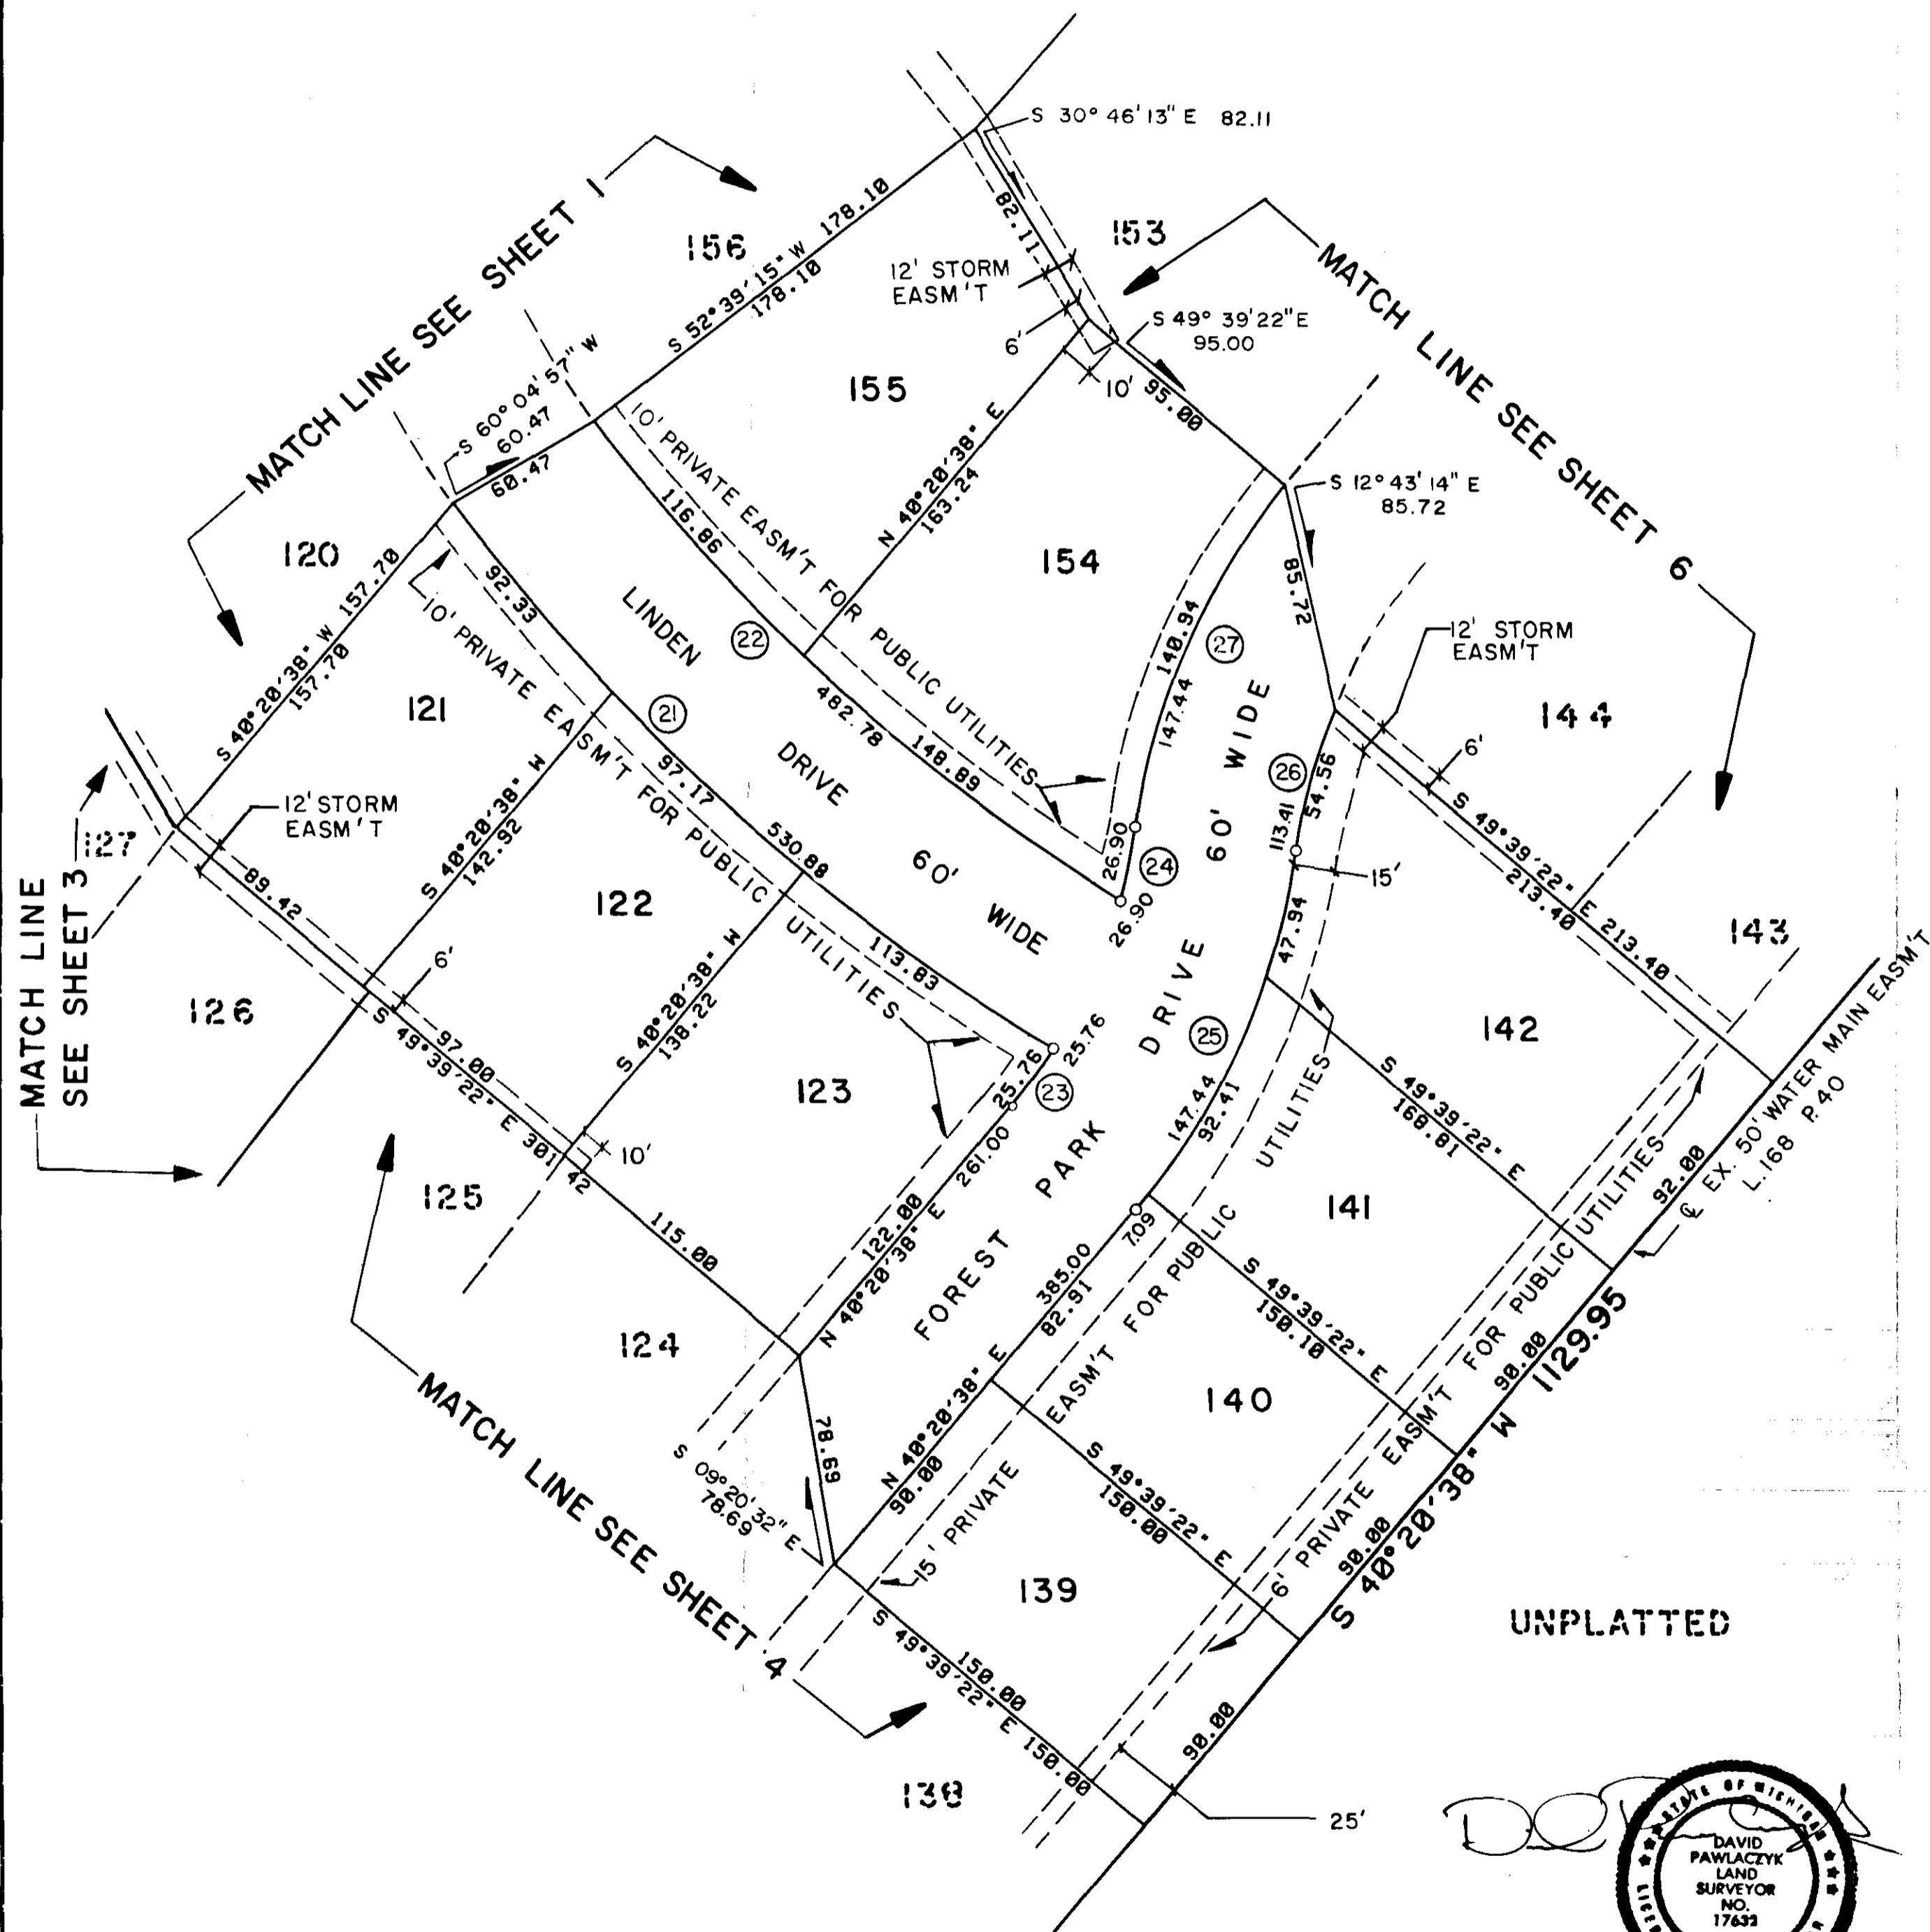 S 30° 46' 13" E 82.11
MATCH LINE SEE SHEET 1
156
S 52°39'15" W 178.10
178.10
82.11
153
12' STORM
EASM'T
6'
10'
S 49° 39' 22" E
95.00
95.00
MATCH LINE SEE SHEET 6
S 60° 04' 57" W
60.47
60.47
155
10' PRIVATE EASM'T FOR PUBLIC UTILITIES
N 40°20'38" E
163.24
154
S 12° 43' 14" E
85.72
85.72
120
S 40°20'38" W 157.70
157.70
92.33
116.86
LINDEN
DRIVE
60'
WIDE
22
21
482.78
148.89
140.94
147.44
27
12' STORM
EASM'T
144
6'
10' PRIVATE EASM'T FOR PUBLIC UTILITIES
121
S 40°20'38" W
142.92
97.17
530.88
113.83
26
54.56
113.41
15'
S 49°39'22" E 213.40
213.40
143
26.90
24
26.90
12' STORM
EASM'T
127
MATCH LINE
SEE SHEET 3
89.42
6'
122
S 40°20'38" W
138.22
126
97.00
S 49°39'22" E 301.42
10'
123
25.76
25.76
23
47.94
25
147.44
92.41
142
S 49°39'22" E
168.81
EX. 50' WATER MAIN EASM'T
L.168 P.40
92.00
FOREST PARK DRIVE 60' WIDE
125
115.00
261.00
122.00
N 40°20'38" E
7.09
385.00
82.91
N 40°20'38" E
90.00
141
S 49°39'22" E
150.10
124
78.69
S 09°20'32" E
78.69
MATCH LINE SEE SHEET 4
15' PRIVATE EASM'T FOR PUBLIC UTILITIES
140
S 49°39'22" E
150.00
6' PRIVATE EASM'T FOR PUBLIC UTILITIES
90.00
90.00
90.00
S 40°20'38" W 1129.95
139
150.00
S 49°39'22" E 150.00
138
25'
UNPLATTED
STATE OF MICHIGAN
DAVID
PAWLACZYK
LAND
SURVEYOR
NO.
17632